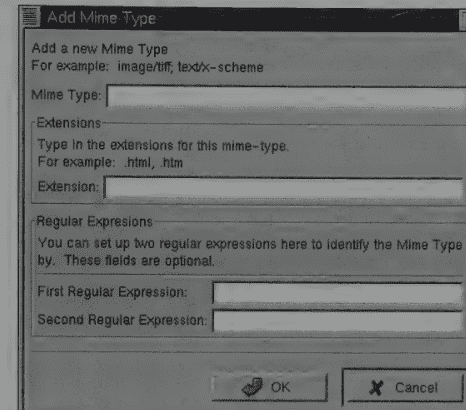 Add Mime Type
Add a new Mime Type
For example: image/tiff; text/x-scheme
Mime Type:
Extensions
Type in the extensions for this mime-type.
For example: .html, .htm
Extension:
Regular Expresions
You can set up two regular expressions here to identify the Mime Type
by. These fields are optional.
First Regular Expression:
Second Regular Expression:
OK
Cancel